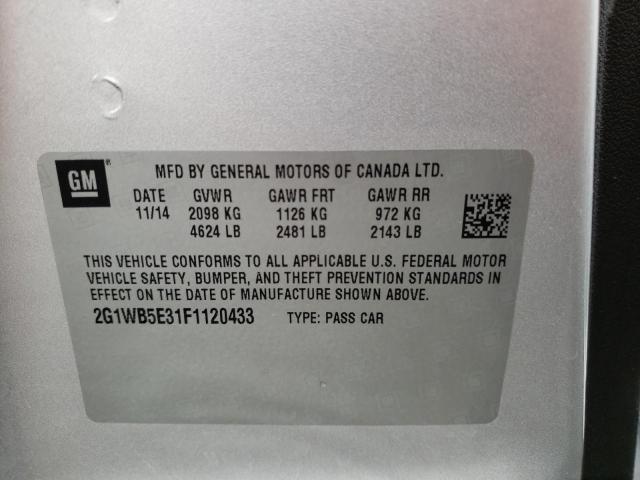 GM®
MFD BY GENERAL MOTORS OF CANADA LTD.
DATE GVWR GAWR FRT GAWR RR
11/14 2098 KG 1126 KG 972 KG
4624 LB 2481 LB 2143 LB
THIS VEHICLE CONFORMS TO ALL APPLICABLE U.S. FEDERAL MOTOR
VEHICLE SAFETY, BUMPER, AND THEFT PREVENTION STANDARDS IN
EFFECT ON THE DATE OF MANUFACTURE SHOWN ABOVE.
2G1WB5E31F1120433 TYPE: PASS CAR